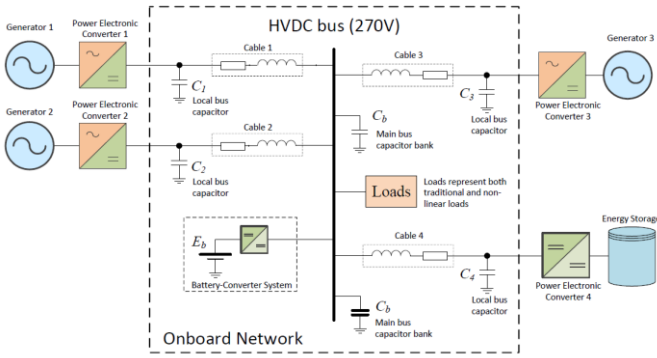 HVDC bus (270V)
Generator 1
Power Electronic
Converter 1
C1
Local bus
capacitor
Cable 1
Generator 2
Power Electronic
Converter 2
C2
Local bus
capacitor
Cable 2
Cable 3
C3
Local bus
capacitor
Power Electronic
Converter 3
Generator 3
Cb
Main bus
capacitor bank
Loads
Loads represent both
traditional and non-
linear loads
Eb
Battery-Converter System
Cable 4
C4
Local bus
capacitor
Power Electronic
Converter 4
Energy Storage
Cb
Main bus
capacitor bank
Onboard Network